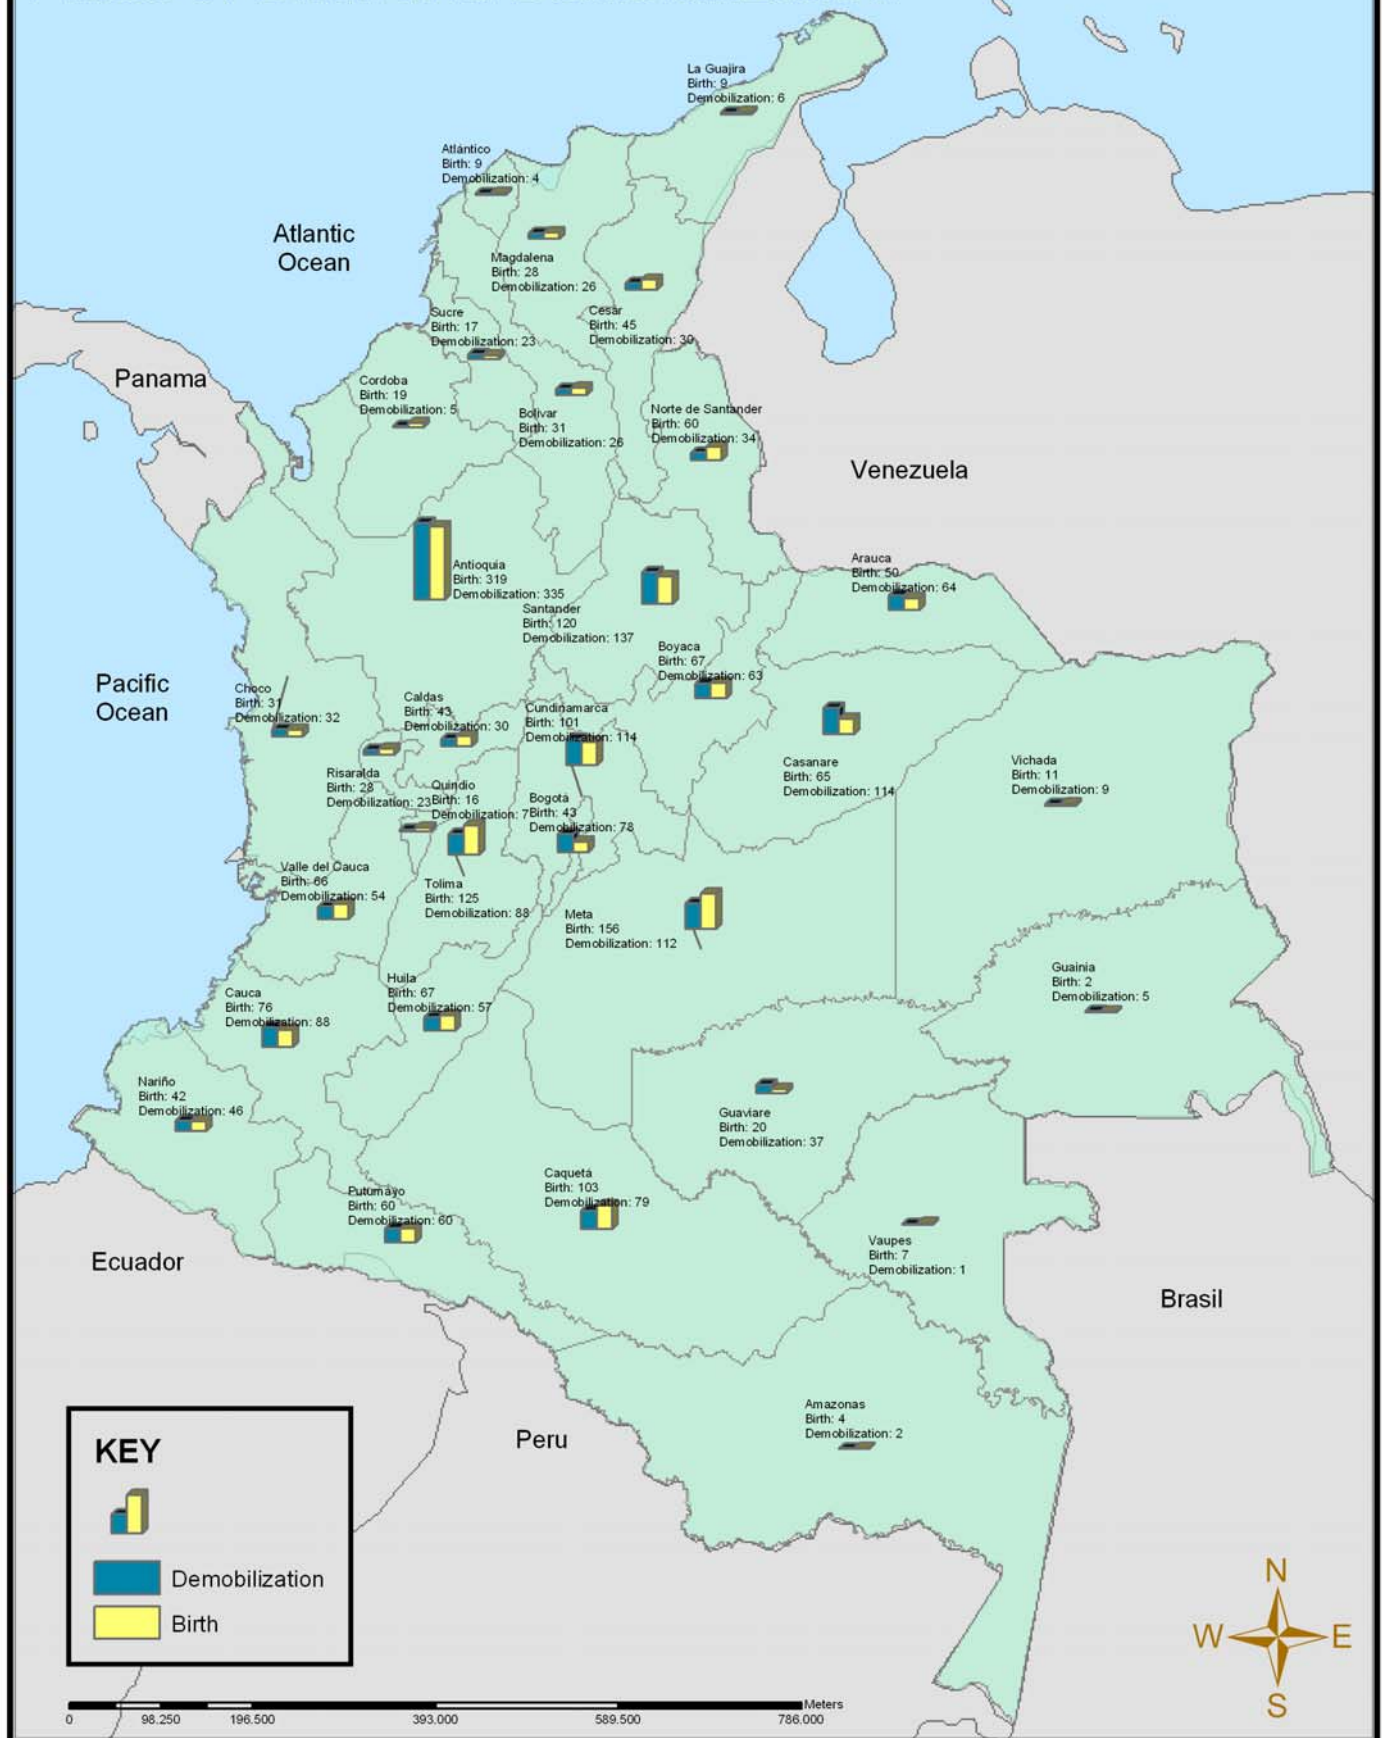 La Guajira
Birth: 9
Demobilization: 6
Atlántico
Birth: 9
Demobilization: 4
Atlantic
Ocean
Magdalena
Birth: 28
Demobilization: 26
Cesar
Birth: 45
Demobilization: 30
Sucre
Birth: 17
Demobilization: 23
Panama
Cordoba
Birth: 19
Demobilization: 5
Bolivar
Birth: 31
Demobilization: 26
Norte de Santander
Birth: 60
Demobilization: 34
Venezuela
Antioquia
Birth: 319
Demobilization: 335
Santander
Birth: 120
Demobilization: 137
Arauca
Birth: 50
Demobilization: 64
Boyaca
Birth: 67
Demobilization: 63
Pacific
Ocean
Choco
Birth: 31
Demobilization: 32
Caldas
Birth: 43
Demobilization: 30
Cundinamarca
Birth: 101
Demobilization: 114
Casanare
Birth: 65
Demobilization: 114
Vichada
Birth: 11
Demobilization: 9
Risaralda
Birth: 28
Demobilization: 23
Quindio
Birth: 16
Demobilization: 7
Bogotá
Birth: 43
Demobilization: 78
Valle del Cauca
Birth: 66
Demobilization: 54
Tolima
Birth: 125
Demobilization: 88
Meta
Birth: 156
Demobilization: 112
Guainia
Birth: 2
Demobilization: 5
Cauca
Birth: 76
Demobilization: 88
Huila
Birth: 67
Demobilization: 57
Nariño
Birth: 42
Demobilization: 46
Guaviare
Birth: 20
Demobilization: 37
Caquetá
Birth: 103
Demobilization: 79
Putumayo
Birth: 60
Demobilization: 60
Vaupes
Birth: 7
Demobilization: 1
Ecuador
Brasil
Amazonas
Birth: 4
Demobilization: 2
Peru
KEY
Demobilization
Birth
N
W E
S
Meters
0 98.250 196.500 393.000 589.500 786.000